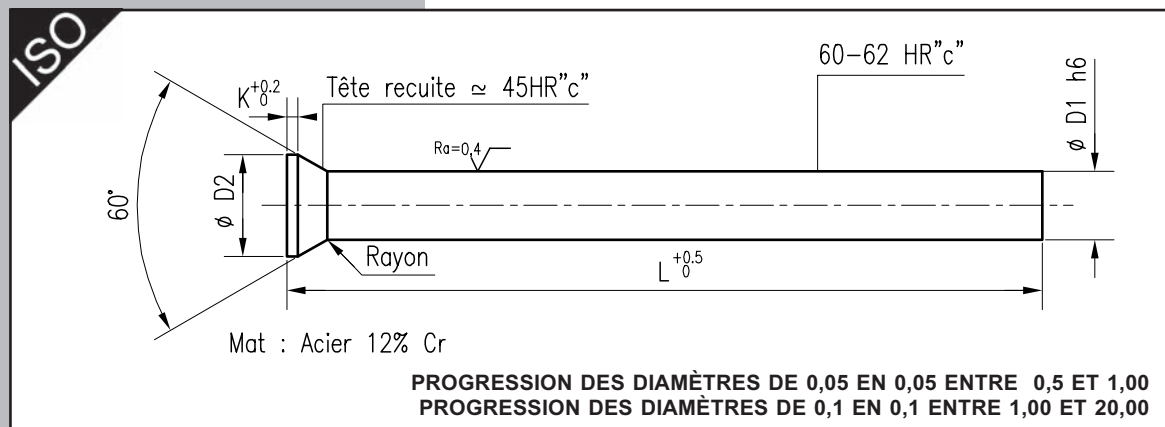 ISO
60-62 HR"c"
K +0.2 0
Tête recuite ≃ 45HR"c"
ø D1 h6
Ra=0,4
60°
ø D2
Rayon
L +0.5 0
Mat : Acier 12% Cr
PROGRESSION DES DIAMÈTRES DE 0,05 EN 0,05 ENTRE 0,5 ET 1,00
PROGRESSION DES DIAMÈTRES DE 0,1 EN 0,1 ENTRE 1,00 ET 20,00